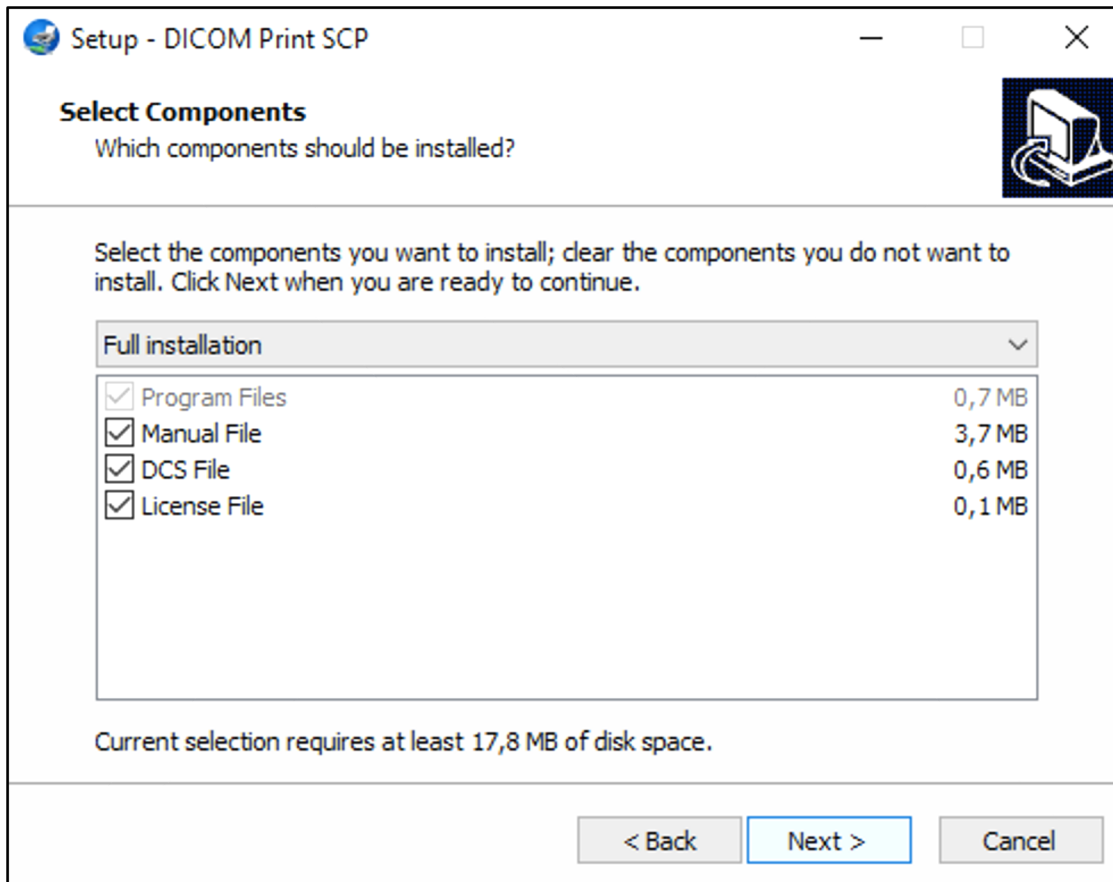 Setup - DICOM Print SCP
Select Components
Which components should be installed?
Select the components you want to install; clear the components you do not want to
install. Click Next when you are ready to continue.
Full installation
Program Files 0,7 MB
Manual File 3,7 MB
DCS File 0,6 MB
License File 0,1 MB
Current selection requires at least 17,8 MB of disk space.
< Back Next > Cancel